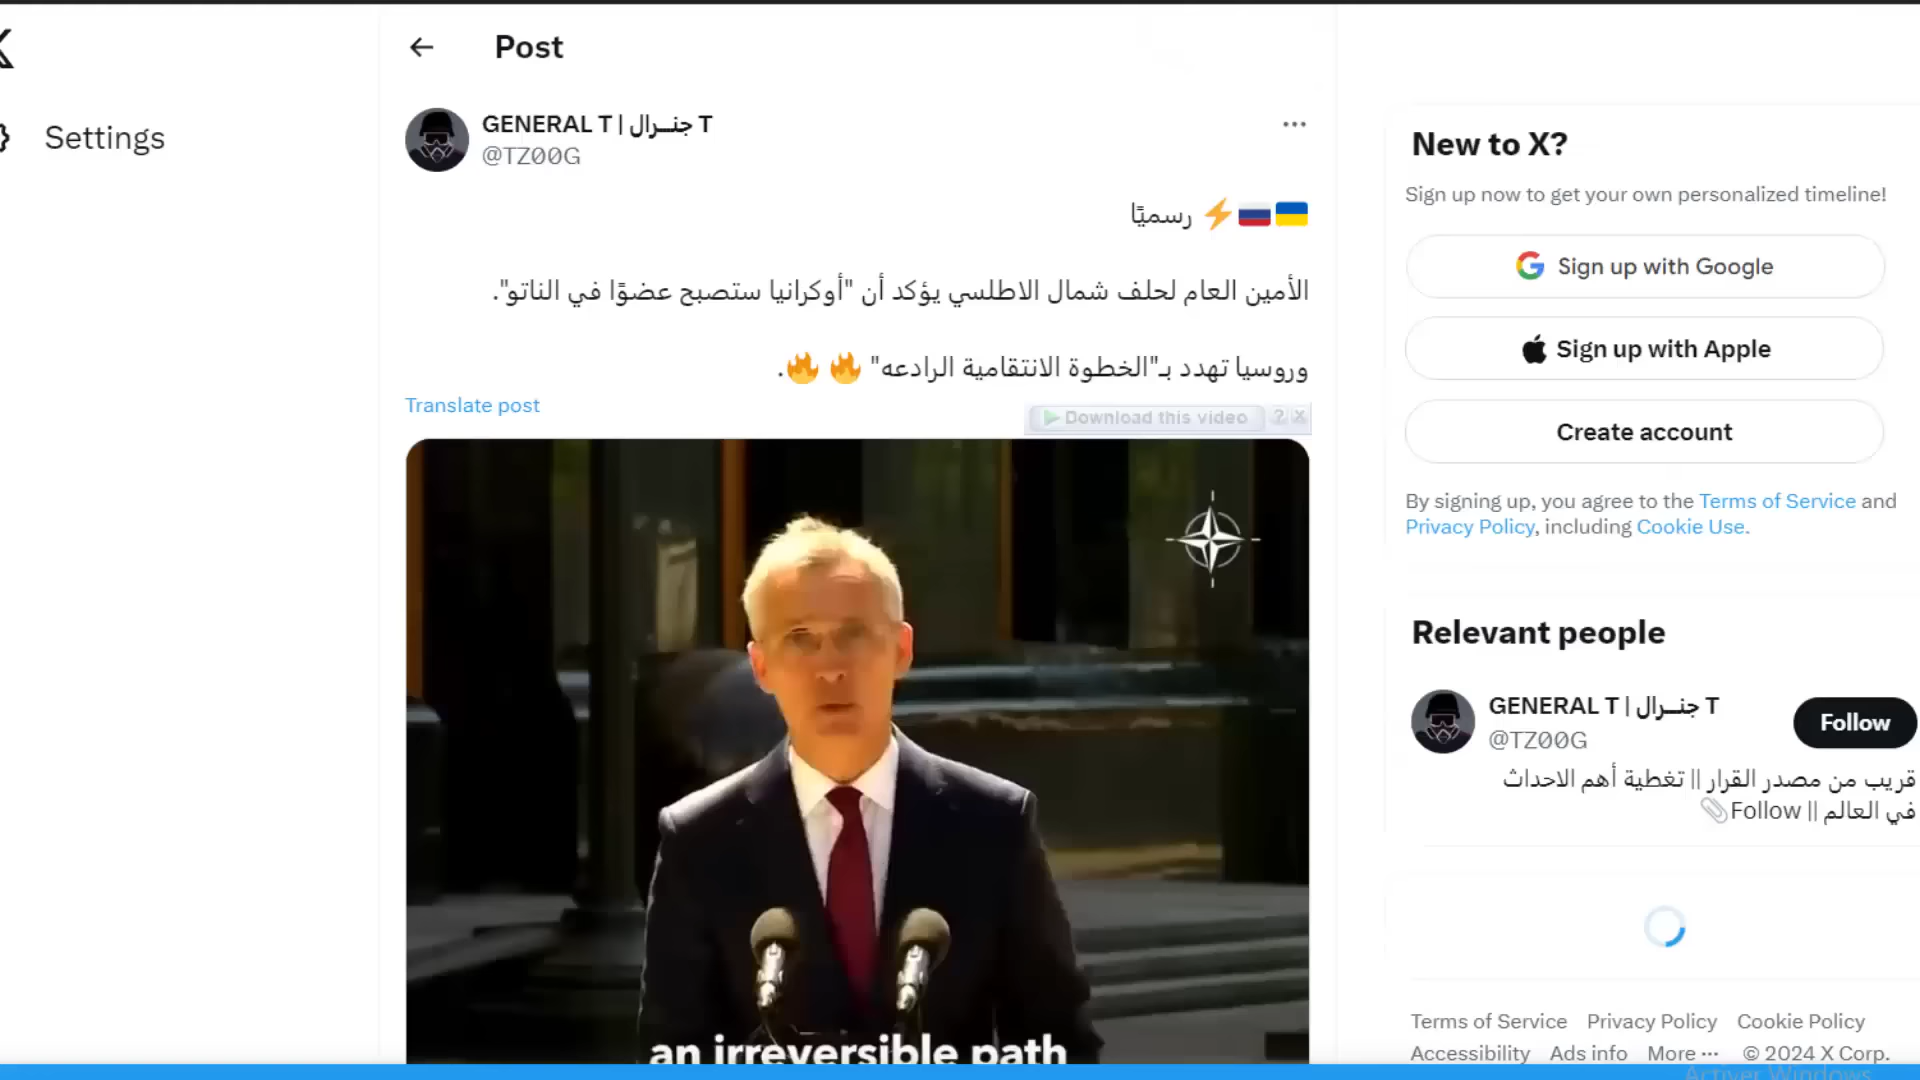 Post
Settings
GENERAL T | جنـــرال T
@TZ00G
🇺🇦🇷🇺⚡ رسميًا
الأمين العام لحلف شمال الاطلسي يؤكد أن "أوكرانيا ستصبح عضوًا في الناتو".
وروسيا تهدد بـ"الخطوة الانتقامية الرادعه" 🔥 🔥.
Translate post
Download this video ? X
an irreversible path
New to X?
Sign up now to get your own personalized timeline!
Sign up with Google
Sign up with Apple
Create account
By signing up, you agree to the Terms of Service and
Privacy Policy, including Cookie Use.
Relevant people
GENERAL T | جنـــرال T
@TZ00G
Follow
قريب من مصدر القرار || تغطية أهم الاحداث
في العالم || Follow📎
Terms of Service Privacy Policy Cookie Policy
Accessibility Ads info More ··· © 2024 X Corp.
Activer Windows